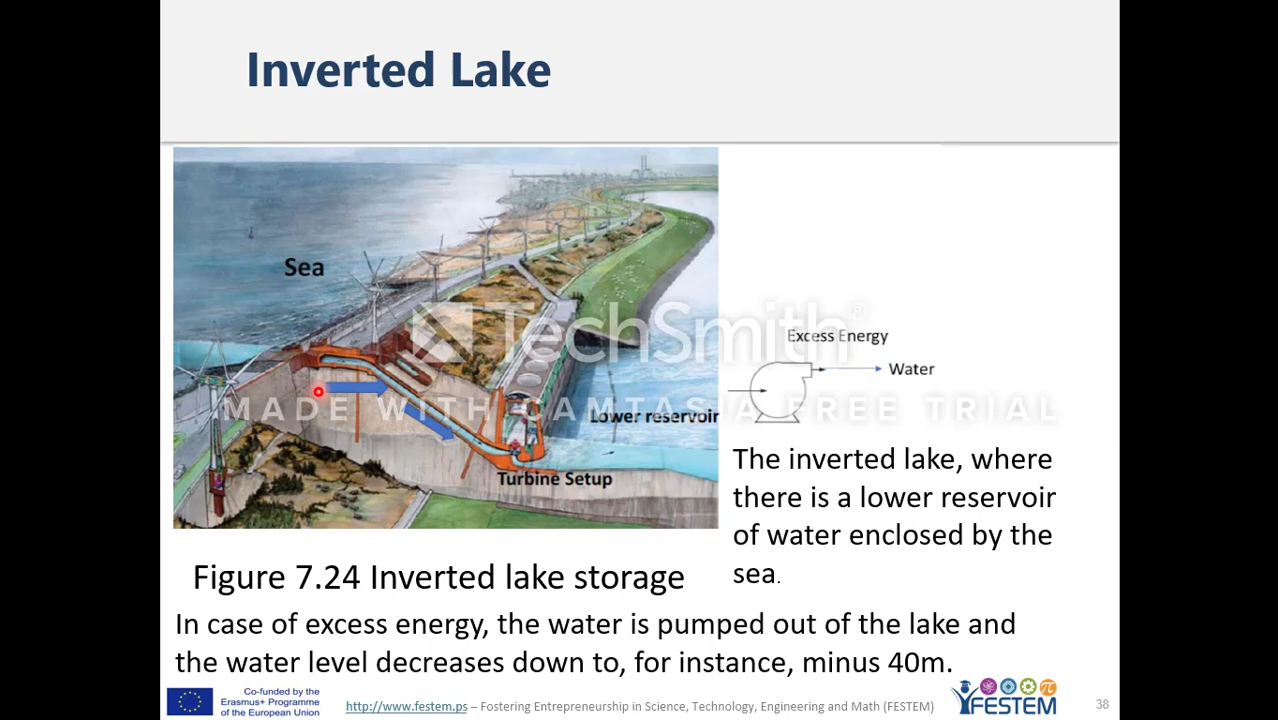 Inverted Lake
Sea
TechSmith®
MADE WITH CAMTASIA FREE TRIAL
Lower reservoir
Turbine Setup
Excess Energy
Water
The inverted lake, where
there is a lower reservoir
of water enclosed by the
sea.
Figure 7.24 Inverted lake storage
In case of excess energy, the water is pumped out of the lake and
the water level decreases down to, for instance, minus 40m.
Co-funded by the
Erasmus+ Programme
of the European Union
http://www.festem.ps – Fostering Entrepreneurship in Science, Technology, Engineering and Math (FESTEM)
π
FESTEM
38